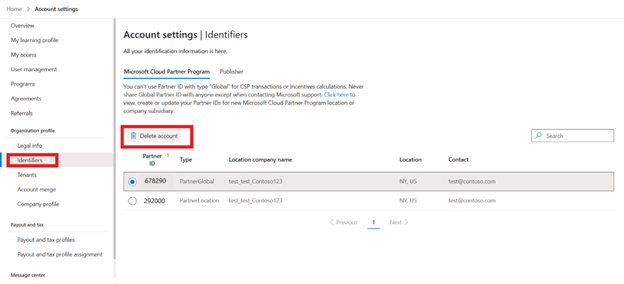 Home > Account settings
Overview
My learning profile
My access
User management
Programs
Agreements
Referrals
Organization profile
Legal info
Identifiers
Tenants
Account merge
Company profile
Payout and tax
Payout and tax profiles
Payout and tax profile assignment
Message center
Account settings | Identifiers
All your identification information is here.
Microsoft Cloud Partner Program Publisher
You can't use Partner ID with type "Global" for CSP transactions or incentives calculations. Never
share Global Partner ID with anyone except when contacting Microsoft support. Click here to
view, create or update your Partner IDs for new Microsoft Cloud Partner Program location or
company subsidiary.
Delete account
Search
Partner ID ↑ Type Location company name Location Contact
678290 PartnerGlobal test_test_Contoso123 NY, US test@contoso.com
292000 PartnerLocation test_test_Contoso123 NY, US test@contoso.com
< Previous 1 Next >